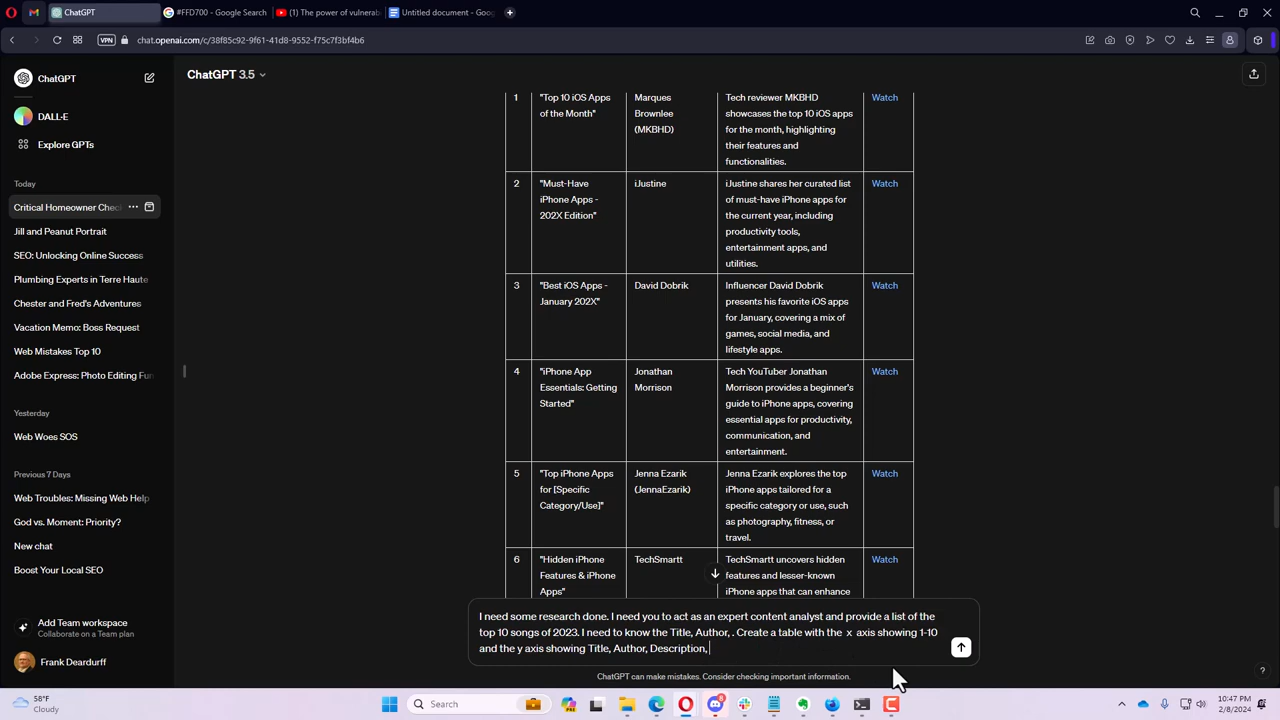 ChatGPT
#FFD700 - Google Search
(1) The power of vulnerab
Untitled document - Goog
VPN
chat.openai.com/c/38f85c92-9f61-41d8-9552-f75c7f3bf4b6
ChatGPT
DALL·E
Explore GPTs
Today
Critical Homeowner Chec
Jill and Peanut Portrait
SEO: Unlocking Online Success
Plumbing Experts in Terre Haute
Chester and Fred's Adventures
Vacation Memo: Boss Request
Web Mistakes Top 10
Adobe Express: Photo Editing Fun
Yesterday
Web Woes SOS
Previous 7 Days
Web Troubles: Missing Web Help
God vs. Moment: Priority?
New chat
Boost Your Local SEO
Add Team workspace
Collaborate on a Team plan
Frank Deardurff
ChatGPT 3.5
1
"Top 10 iOS Apps
of the Month"
Marques
Brownlee
(MKBHD)
Tech reviewer MKBHD
showcases the top 10 iOS apps
for the month, highlighting
their features and
functionalities.
Watch
2
"Must-Have
iPhone Apps -
202X Edition"
iJustine
iJustine shares her curated list
of must-have iPhone apps for
the current year, including
productivity tools,
entertainment apps, and
utilities.
Watch
3
"Best iOS Apps -
January 202X"
David Dobrik
Influencer David Dobrik
presents his favorite iOS apps
for January, covering a mix of
games, social media, and
lifestyle apps.
Watch
4
"iPhone App
Essentials: Getting
Started"
Jonathan
Morrison
Tech YouTuber Jonathan
Morrison provides a beginner's
guide to iPhone apps, covering
essential apps for productivity,
communication, and
entertainment.
Watch
5
"Top iPhone Apps
for [Specific
Category/Use]"
Jenna Ezarik
(JennaEzarik)
Jenna Ezarik explores the top
iPhone apps tailored for a
specific category or use, such
as photography, fitness, or
travel.
Watch
6
"Hidden iPhone
Features & iPhone
Apps"
TechSmartt
TechSmartt uncovers hidden
features and lesser-known
iPhone apps that can enhance
Watch
I need some research done. I need you to act as an expert content analyst and provide a list of the
top 10 songs of 2023. I need to know the Title, Author, . Create a table with the x axis showing 1-10
and the y axis showing Title, Author, Description,
ChatGPT can make mistakes. Consider checking important information.
?
58°F
Cloudy
Search
10:47 PM
2/8/2024